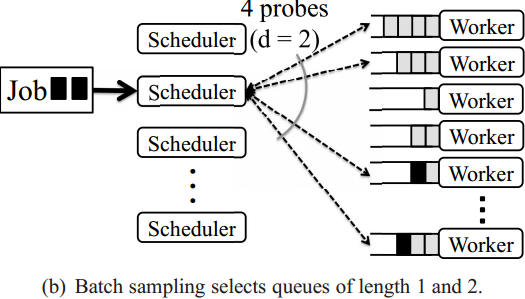 4 probes
(d = 2)
Job
Scheduler
Scheduler
Scheduler
Scheduler
Worker
Worker
Worker
Worker
Worker
Worker
(b) Batch sampling selects queues of length 1 and 2.